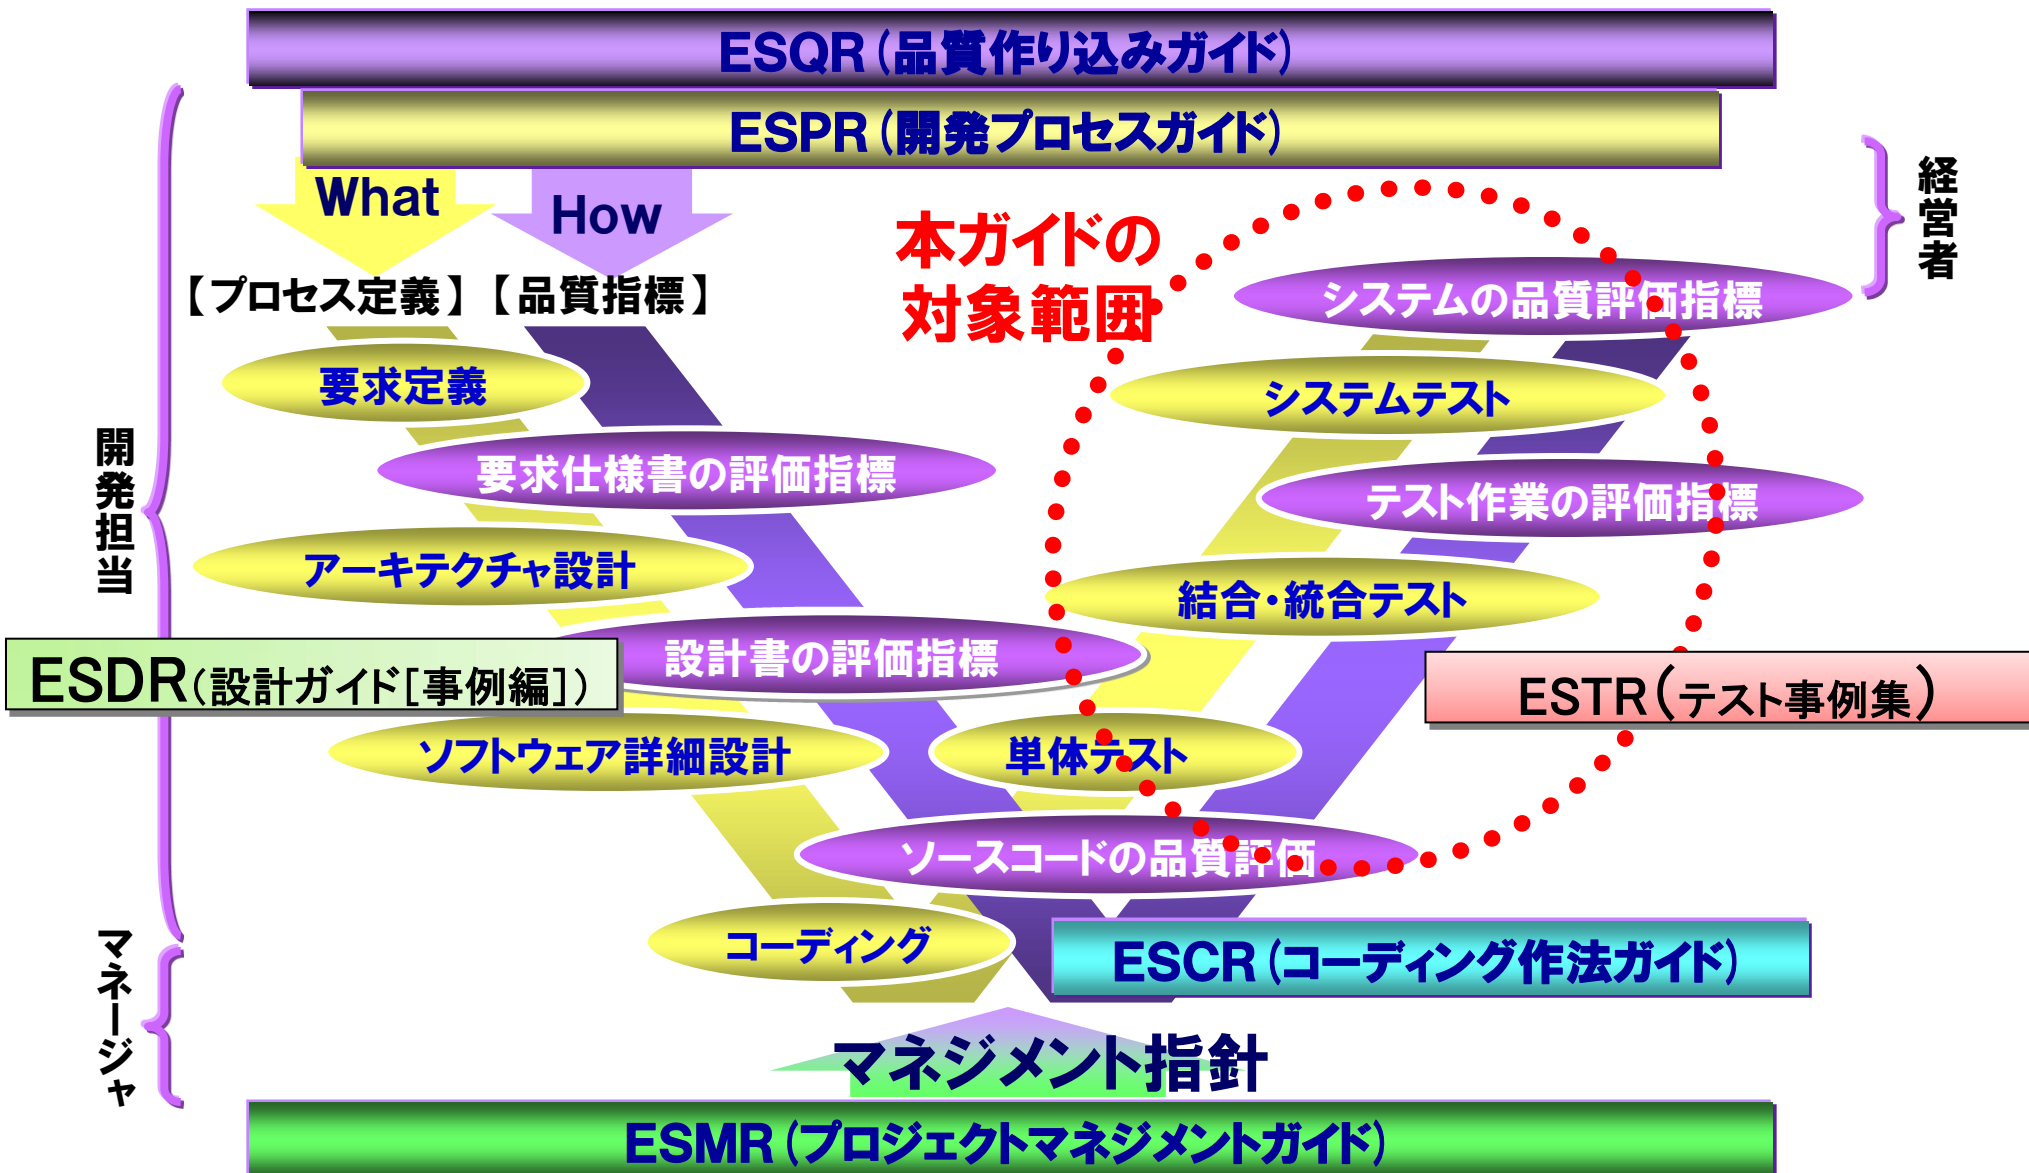 ESQR(品質作り込みガイド)
ESPR(開発プロセスガイド)
What
How
【プロセス定義】
【品質指標】
本ガイドの
対象範囲
経営者
システムの品質評価指標
要求定義
システムテスト
開発担当
要求仕様書の評価指標
テスト作業の評価指標
アーキテクチャ設計
結合・統合テスト
設計書の評価指標
ESDR(設計ガイド[事例編])
ESTR(テスト事例集)
ソフトウェア詳細設計
単体テスト
ソースコードの品質評価
コーディング
ESCR(コーディング作法ガイド)
マネージャ
マネジメント指針
ESMR(プロジェクトマネジメントガイド)